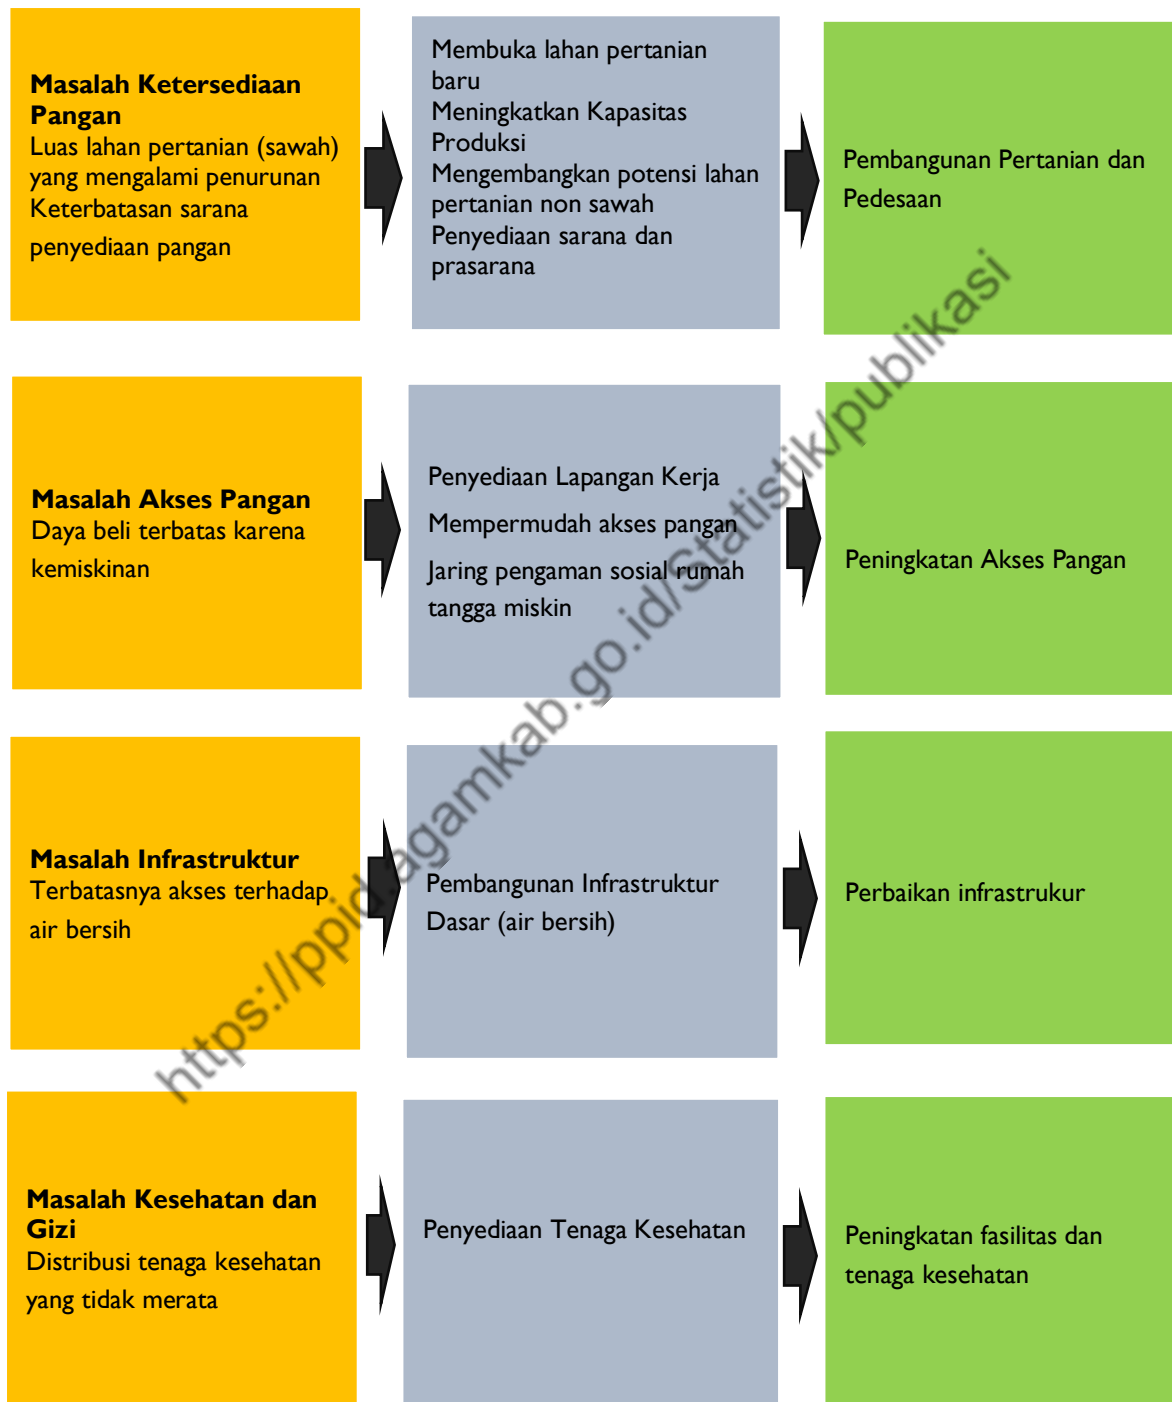 Masalah Ketersediaan
Pangan
Luas lahan pertanian (sawah)
yang mengalami penurunan
Keterbatasan sarana
penyediaan pangan
Membuka lahan pertanian
baru
Meningkatkan Kapasitas
Produksi
Mengembangkan potensi lahan
pertanian non sawah
Penyediaan sarana dan
prasarana
Pembangunan Pertanian dan
Pedesaan
Masalah Akses Pangan
Daya beli terbatas karena
kemiskinan
Penyediaan Lapangan Kerja
Mempermudah akses pangan
Jaring pengaman sosial rumah
tangga miskin
Peningkatan Akses Pangan
Masalah Infrastruktur
Terbatasnya akses terhadap
air bersih
Pembangunan Infrastruktur
Dasar (air bersih)
Perbaikan infrastrukur
Masalah Kesehatan dan
Gizi
Distribusi tenaga kesehatan
yang tidak merata
Penyediaan Tenaga Kesehatan
Peningkatan fasilitas dan
tenaga kesehatan
https://ppid.agamkab.go.id/Statistik/publikasi